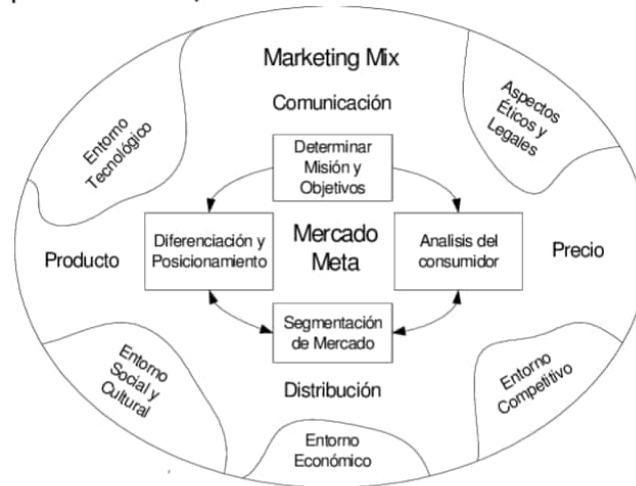 Marketing Mix
Comunicación
Entorno
Tecnológico
Aspectos
Éticos y
Legales
Determinar
Misión y
Objetivos
Producto
Diferenciación y
Posicionamiento
Mercado
Meta
Analisis del
consumidor
Precio
Segmentación
de Mercado
Entorno
Social y
Cultural
Distribución
Entorno
Competitivo
Entorno
Económico